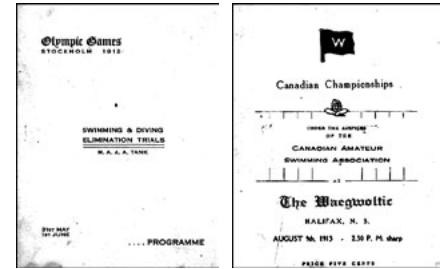 Olympic Games
STOCKHOLM 1912
SWIMMING & DIVING
ELIMINATION TRIALS
M. A. A. A. TANK
31ST MAY
1ST JUNE
.... PROGRAMME
W
Canadian Championships
UNDER THE AUSPICES
OF THE
CANADIAN AMATEUR
SWIMMING ASSOCIATION
AT
The Waegwoltic
HALIFAX, N. S.
AUGUST 9th, 1913 - 2.30 P. M. sharp
PRICE FIVE CENTS